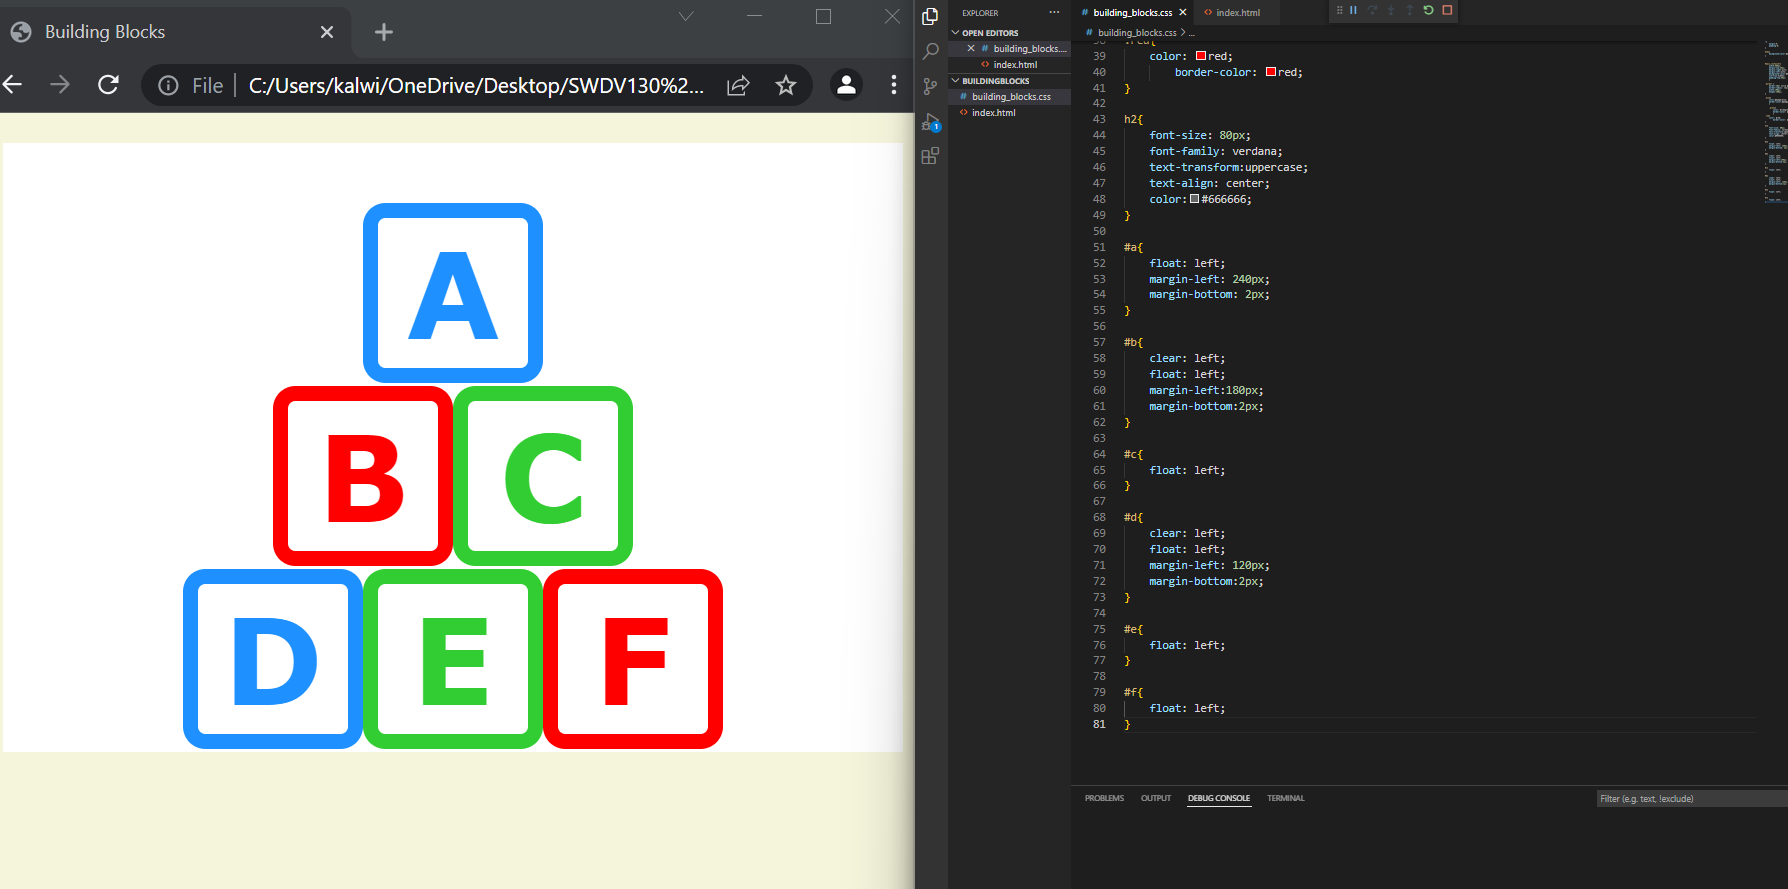 Building Blocks
File
C:/Users/kalwi/OneDrive/Desktop/SWDV130%2...
A
B C
D E F
EXPLORER
OPEN EDITORS
# building_blocks....
<> index.html
BUILDINGBLOCKS
# building_blocks.css
<> index.html
1
# building_blocks.css
<> index.html
# building_blocks.css > ...
39 color: red;
40 border-color: red;
41 }
42
43 h2{
44 font-size: 80px;
45 font-family: verdana;
46 text-transform:uppercase;
47 text-align: center;
48 color: #666666;
49 }
50
51 #a{
52 float: left;
53 margin-left: 240px;
54 margin-bottom: 2px;
55 }
56
57 #b{
58 clear: left;
59 float: left;
60 margin-left:180px;
61 margin-bottom:2px;
62 }
63
64 #c{
65 float: left;
66 }
67
68 #d{
69 clear: left;
70 float: left;
71 margin-left: 120px;
72 margin-bottom:2px;
73 }
74
75 #e{
76 float: left;
77 }
78
79 #f{
80 float: left;
81 }
PROBLEMS OUTPUT DEBUG CONSOLE TERMINAL
Filter (e.g. text, !exclude)